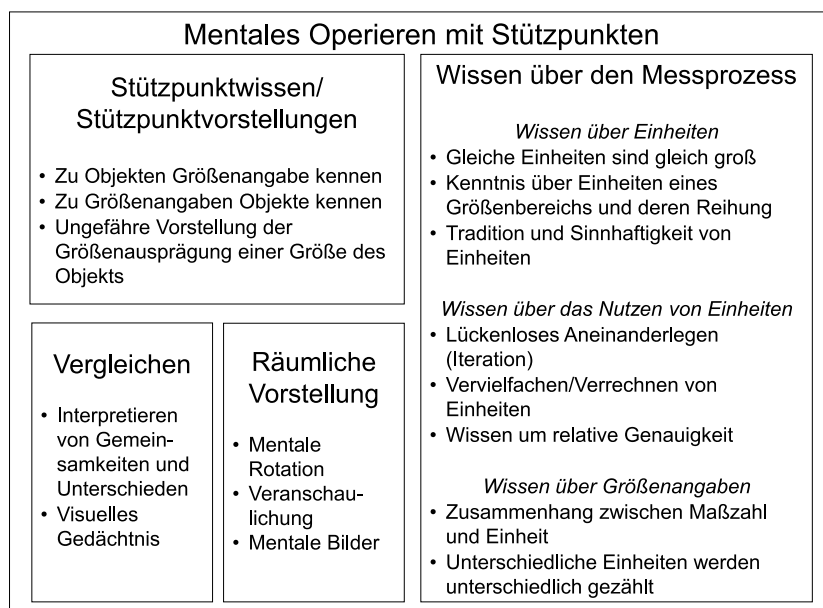 Mentales Operieren mit Stützpunkten
Stützpunktwissen/
Stützpunktvorstellungen
• Zu Objekten Größenangabe kennen
• Zu Größenangaben Objekte kennen
• Ungefähre Vorstellung der
Größenausprägung einer Größe des
Objekts
Vergleichen
• Interpretieren
von Gemein-
samkeiten und
Unterschieden
• Visuelles
Gedächtnis
Räumliche
Vorstellung
• Mentale
Rotation
• Veranschau-
lichung
• Mentale Bilder
Wissen über den Messprozess
Wissen über Einheiten
• Gleiche Einheiten sind gleich groß
• Kenntnis über Einheiten eines
Größenbereichs und deren Reihung
• Tradition und Sinnhaftigkeit von
Einheiten
Wissen über das Nutzen von Einheiten
• Lückenloses Aneinanderlegen
(Iteration)
• Vervielfachen/Verrechnen von
Einheiten
• Wissen um relative Genauigkeit
Wissen über Größenangaben
• Zusammenhang zwischen Maßzahl
und Einheit
• Unterschiedliche Einheiten werden
unterschiedlich gezählt